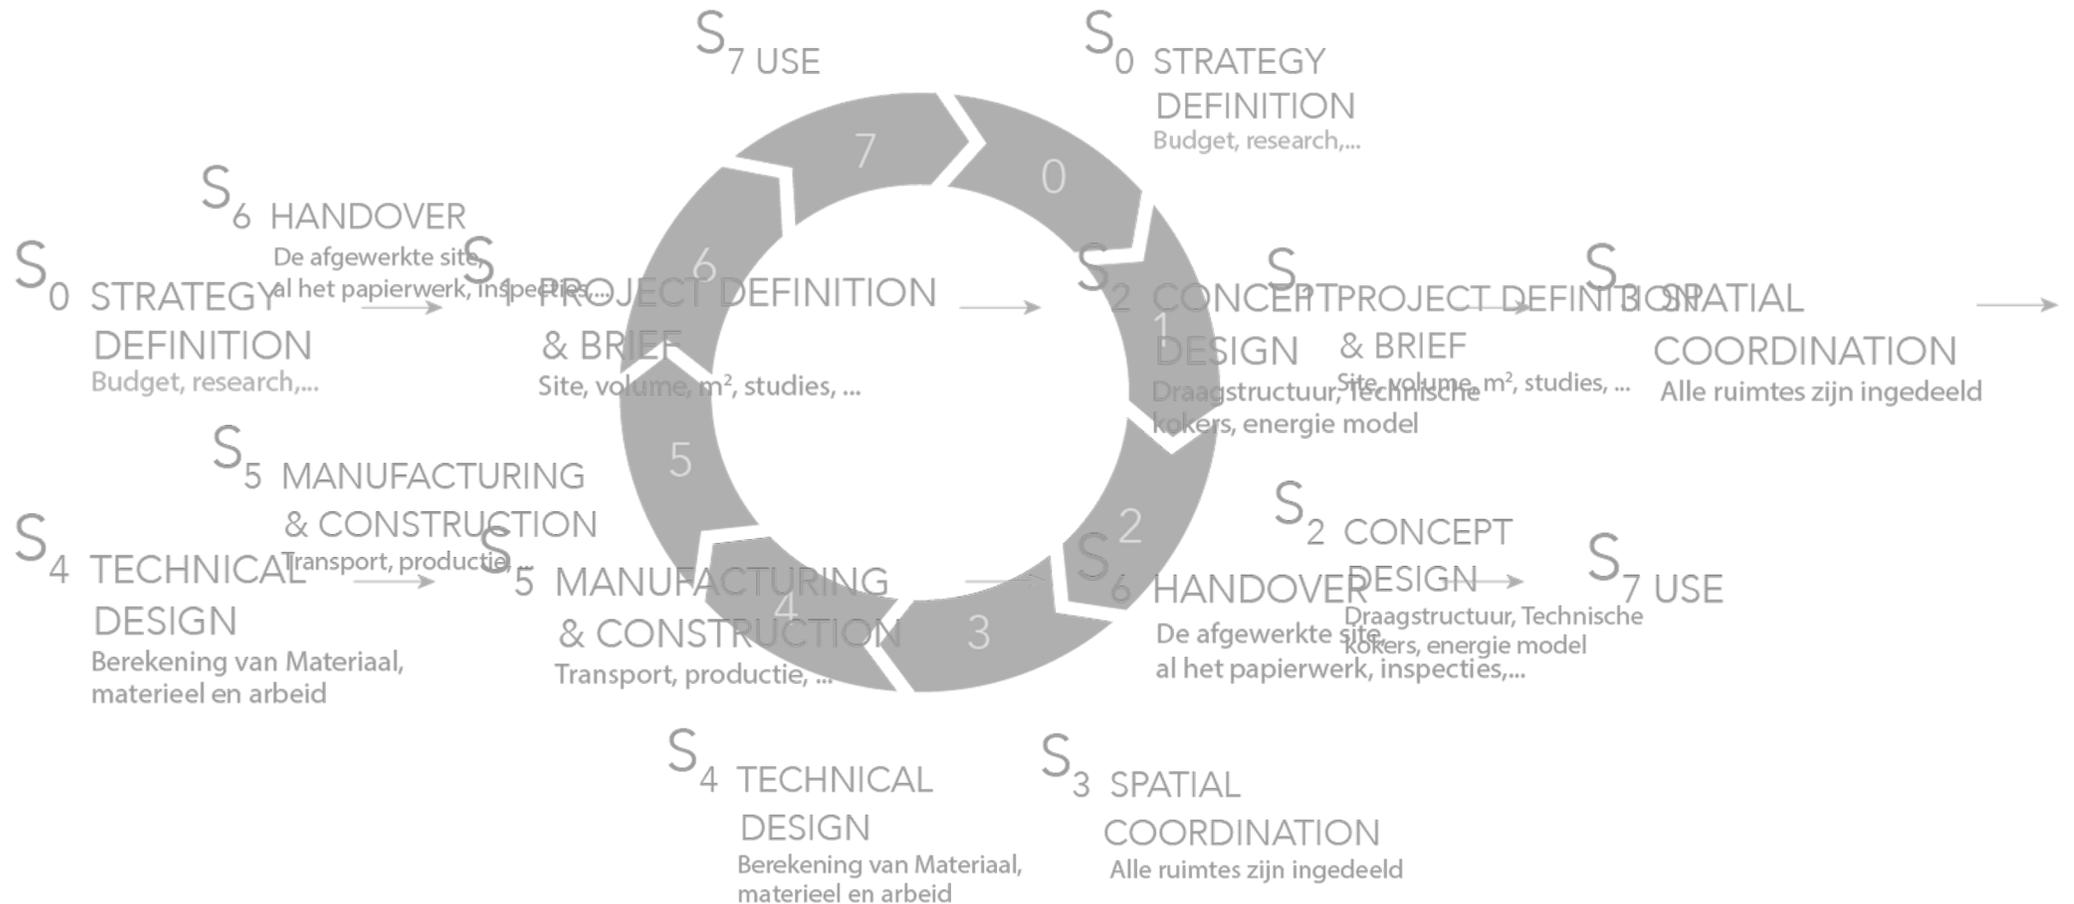 S7 USE
S0 STRATEGY
DEFINITION
Budget, research,...
S1 PROJECT DEFINITION
& BRIEF
Site, volume, m², studies, ...
S2 CONCEPT
DESIGN
Draagstructuur, Technische
kokers, energie model
S3 SPATIAL
COORDINATION
Alle ruimtes zijn ingedeeld
S4 TECHNICAL
DESIGN
Berekening van Materiaal,
materieel en arbeid
S5 MANUFACTURING
& CONSTRUCTION
Transport, productie, ...
S6 HANDOVER
De afgewerkte site,
al het papierwerk, inspecties,...
7
0
1
2
3
4
5
6
S0 STRATEGY
DEFINITION
Budget, research,...
S1 PROJECT DEFINITION
& BRIEF
Site, volume, m², studies, ...
S2 CONCEPT
DESIGN
Draagstructuur, Technische
kokers, energie model
S3 SPATIAL
COORDINATION
Alle ruimtes zijn ingedeeld
S4 TECHNICAL
DESIGN
Berekening van Materiaal,
materieel en arbeid
S5 MANUFACTURING
& CONSTRUCTION
Transport, productie, ...
S6 HANDOVER
De afgewerkte site,
al het papierwerk, inspecties,...
S7 USE